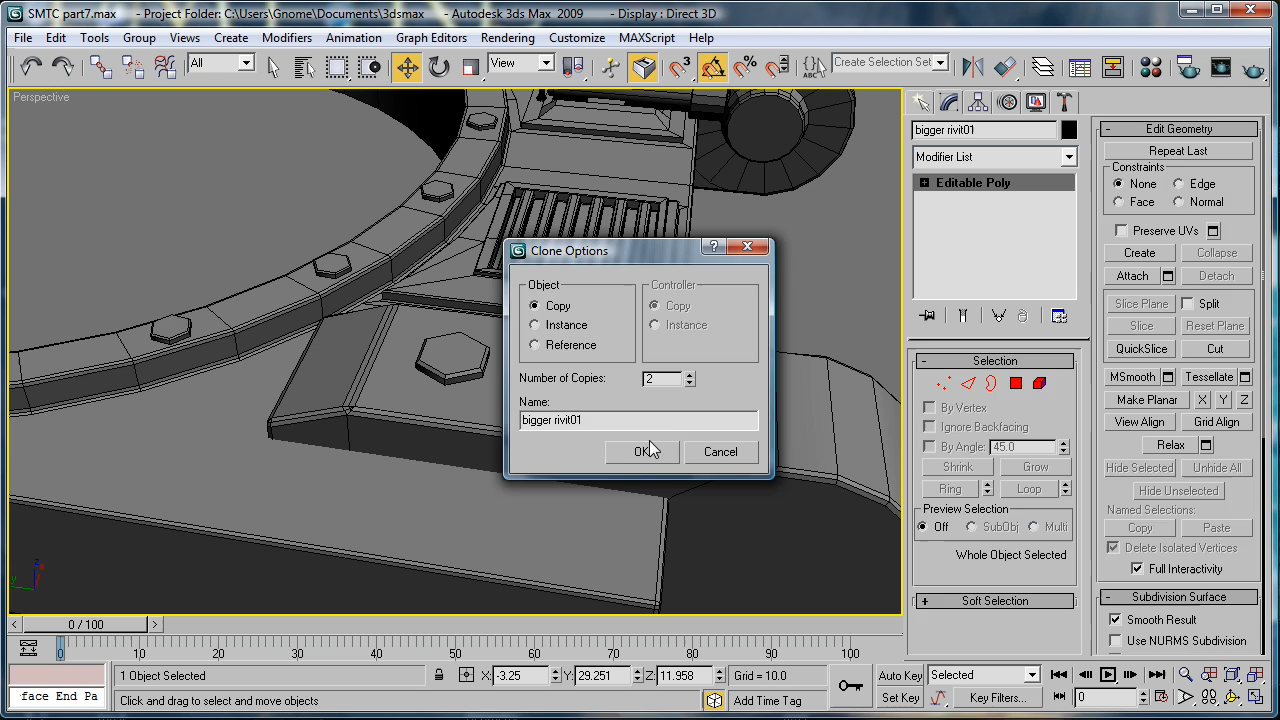 SMTC part7.max - Project Folder: C:\Users\Gnome\Documents\3dsmax - Autodesk 3ds Max 2009 - Display : Direct 3D
File Edit Tools Group Views Create Modifiers Animation Graph Editors Rendering Customize MAXScript Help
All View Create Selection Set
Perspective
bigger rivit01
Modifier List
Editable Poly
Edit Geometry
Repeat Last
Constraints
None Edge
Face Normal
Preserve UVs
Create Collapse
Attach Detach
Slice Plane Split
Slice Reset Plane
QuickSlice Cut
MSmooth Tessellate
Make Planar X Y Z
View Align Grid Align
Relax
Hide Selected Unhide All
Hide Unselected
Named Selections:
Copy Paste
Delete Isolated Vertices
Full Interactivity
Subdivision Surface
Smooth Result
Use NURMS Subdivision
Selection
By Vertex
Ignore Backfacing
By Angle: 45.0
Shrink Grow
Ring Loop
Preview Selection
Off SubObj Multi
Whole Object Selected
Soft Selection
Clone Options
Object Controller
Copy Copy
Instance Instance
Reference
Number of Copies: 2
Name:
bigger rivit01
OK Cancel
0 / 100
0 10 20 30 40 50 60 70 80 90 100
1 Object Selected X: -3.25 Y: 29.251 Z: 11.958 Grid = 10.0 Auto Key Selected
face End Pa Click and drag to select and move objects Add Time Tag Set Key Key Filters... 0